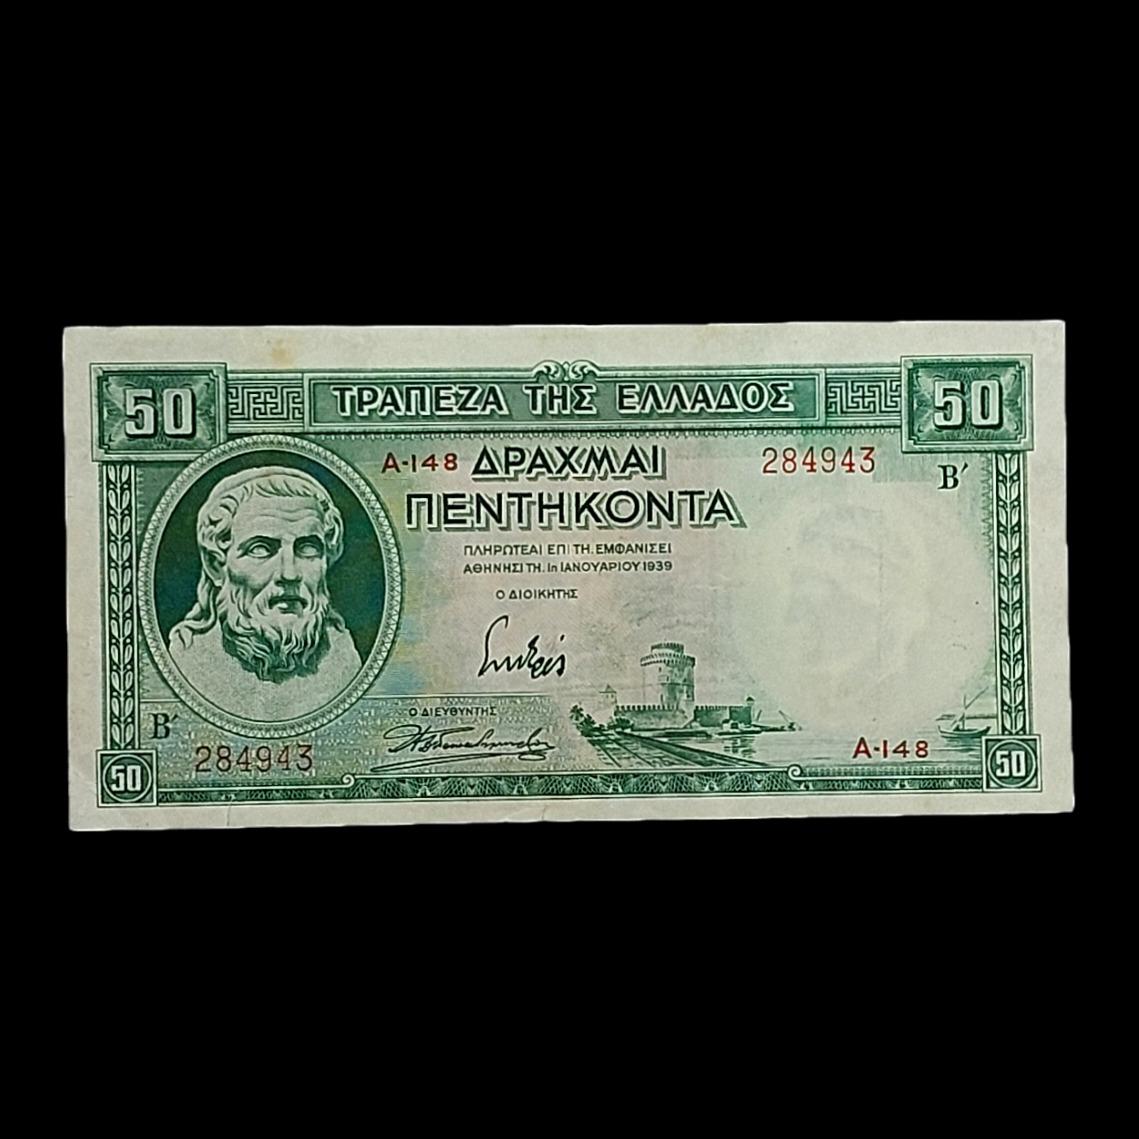 50 ΤΡΑΠΕΖΑ ΤΗΣ ΕΛΛΑΔΟΣ 50
Α-148 ΔΡΑΧΜΑΙ 284943
Β΄
ΠΕΝΤΗΚΟΝΤΑ
ΠΛΗΡΩΤΕΑΙ ΕΠΙ ΤΗ. ΕΜΦΑΝΙΣΕΙ
ΑΘΗΝΗΣΙ ΤΗ. 1η ΙΑΝΟΥΑΡΙΟΥ 1939
Ο ΔΙΟΙΚΗΤΗΣ
Ο ΔΙΕΥΘΥΝΤΗΣ
Β΄
284943 Α-148
50 50